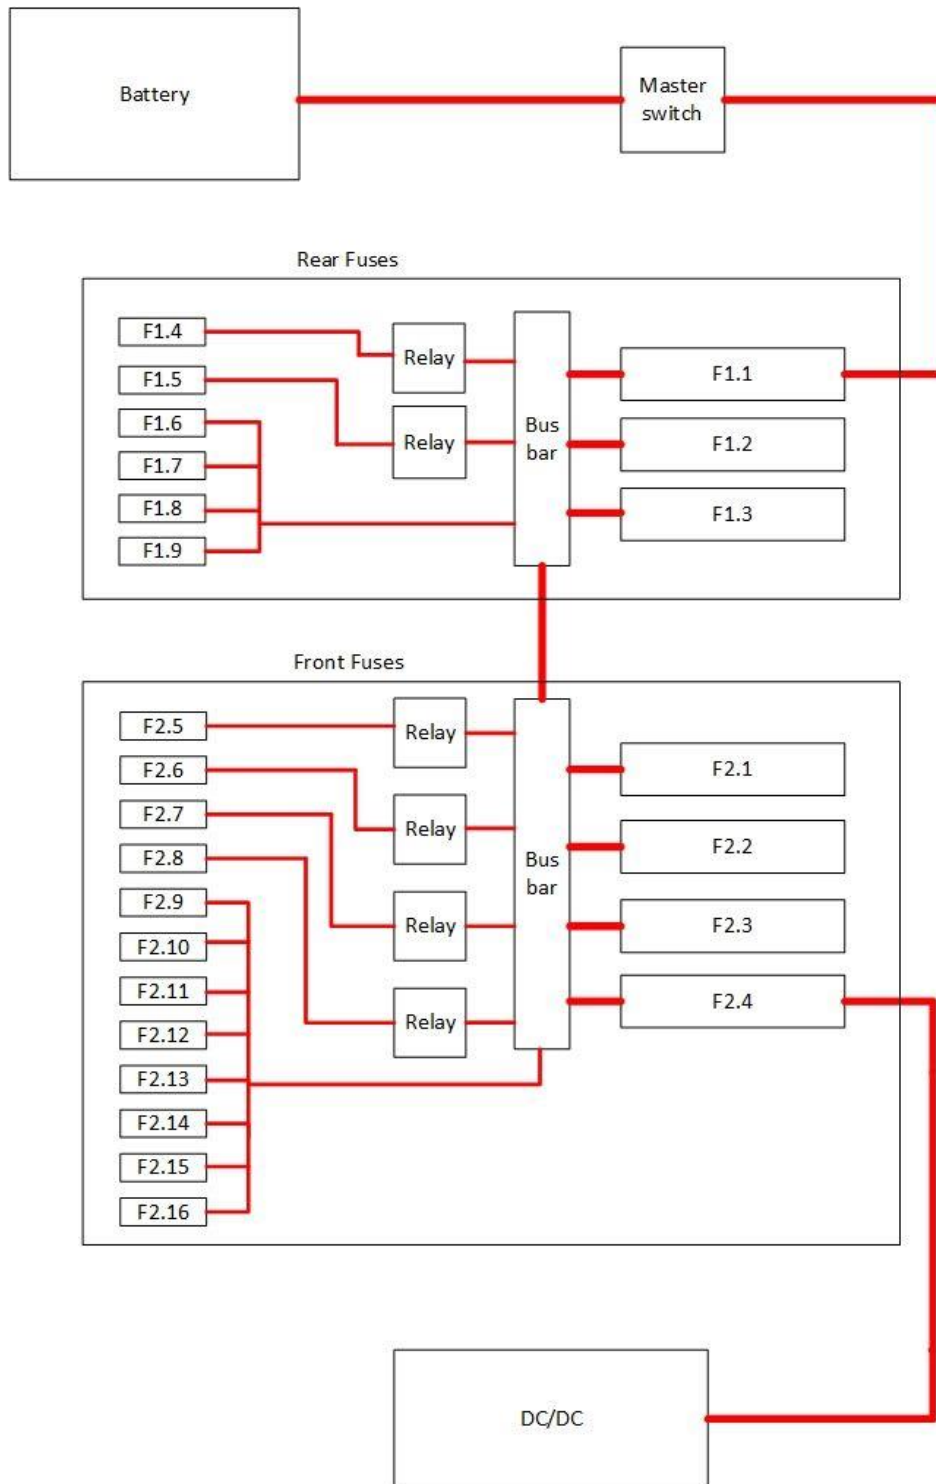 Battery
Master
switch
Rear Fuses
F1.4
Relay
F1.5
F1.1
F1.6
Relay
Bus
bar
F1.2
F1.7
F1.8
F1.3
F1.9
Front Fuses
F2.5
Relay
F2.6
F2.1
F2.7
Relay
F2.8
F2.2
Bus
bar
F2.9
Relay
F2.3
F2.10
F2.11
F2.4
F2.12
Relay
F2.13
F2.14
F2.15
F2.16
DC/DC